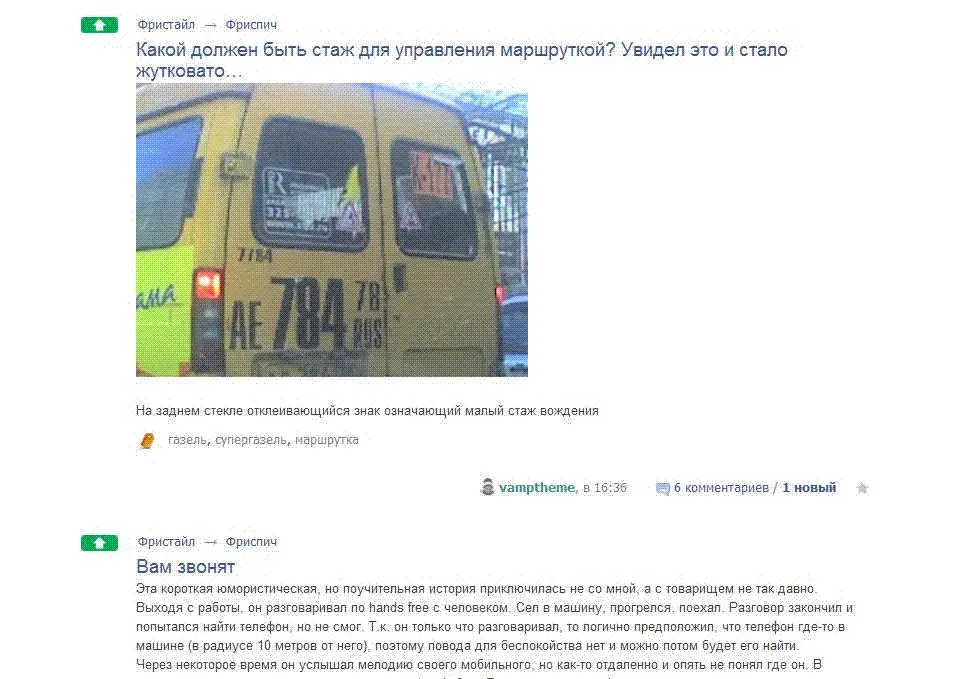 Фристайл → Фриспич
Какой должен быть стаж для управления маршруткой? Увидел это и стало
жутковато...
7784
АЕ 784 78
RUS
На заднем стекле отклеивающийся знак означающий малый стаж вождения
газель, супергазель, маршрутка
vamptheme, в 16:36 6 комментариев / 1 новый
Фристайл → Фриспич
Вам звонят
Эта короткая юмористическая, но поучительная история приключилась не со мной, а с товарищем не так давно.
Выходя с работы, он разговаривал по hands free с человеком. Сел в машину, прогрелся, поехал. Разговор закончил и
попытался найти телефон, но не смог. Т.к. он только что разговаривал, то логично предположил, что телефон где-то в
машине (в радиусе 10 метров от него). поэтому повода для беспокойства нет и можно потом будет его найти.
Через некоторое время он услышал мелодию своего мобильного, но как-то отдаленно и опять не понял где он. В